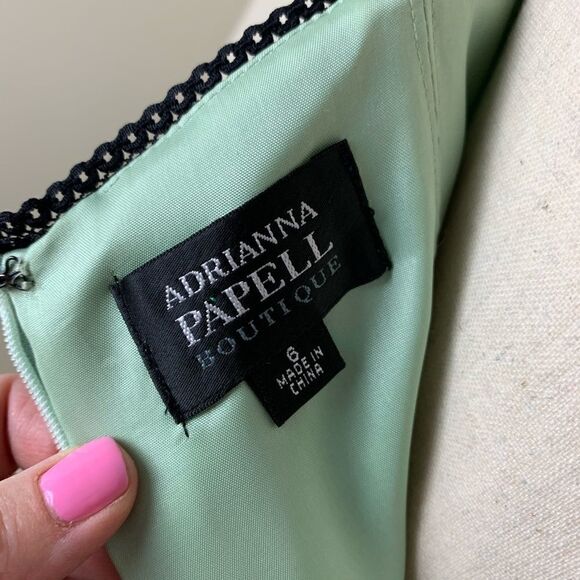 ADRIANNA
PAPELL
BOUTIQUE
6
MADE IN
CHINA